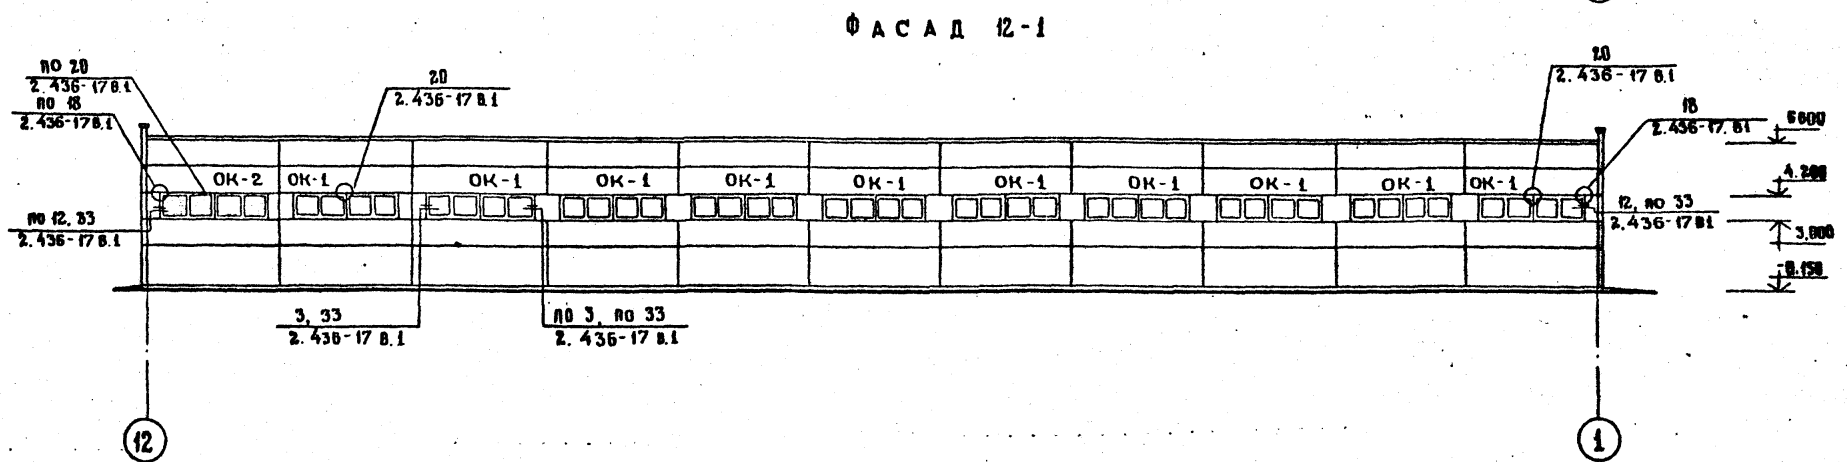 ФАСАД 12-1
ПО 20
2.436-17 В.1
ПО 18
2.436-17 В.1
20
2.436-17 В.1
20
2.436-17 В.1
18
2.436-17. В1
6600
ОК-2 ОК-1 ОК-1 ОК-1 ОК-1 ОК-1 ОК-1 ОК-1 ОК-1 ОК-1 ОК-1
4.200
ПО 12, 33
2.436-17 В.1
12, ПО 33
2.436-17 В1
3,000
-0.150
3, 33
2.436-17 В.1
ПО 3, ПО 33
2.436-17 В.1
12
1